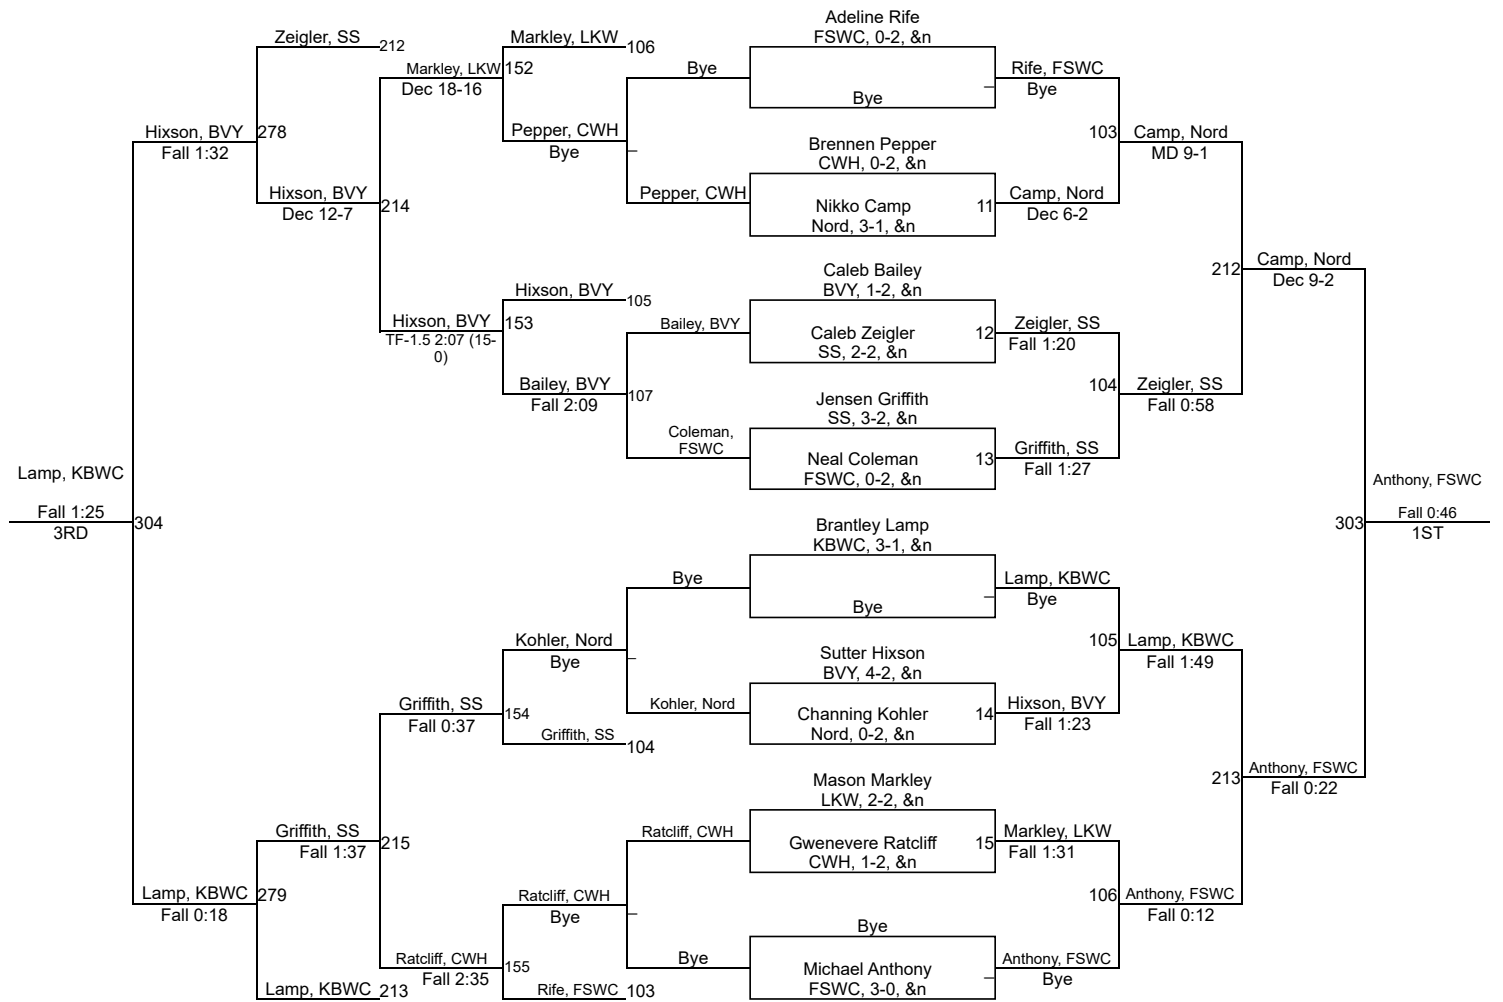 Adeline Rife
FSWC, 0-2, &n
Zeigler, SS
212
Markley, LKW
106
Markley, LKW
152
Dec 18-16
Bye
Bye
Rife, FSWC
Bye
Hixson, BVY
278
Fall 1:32
Pepper, CWH
Bye
Brennen Pepper
CWH, 0-2, &n
103
Camp, Nord
MD 9-1
Hixson, BVY
Dec 12-7
214
Pepper, CWH
Nikko Camp
Nord, 3-1, &n
11
Camp, Nord
Dec 6-2
212
Camp, Nord
Dec 9-2
Caleb Bailey
BVY, 1-2, &n
Hixson, BVY
105
Hixson, BVY
153
TF-1.5 2:07 (15-
0)
Bailey, BVY
Caleb Zeigler
SS, 2-2, &n
12
Zeigler, SS
Fall 1:20
Bailey, BVY
Fall 2:09
107
Jensen Griffith
SS, 3-2, &n
104
Zeigler, SS
Fall 0:58
Coleman,
FSWC
Neal Coleman
FSWC, 0-2, &n
13
Griffith, SS
Fall 1:27
Lamp, KBWC
Fall 1:25
3RD
304
Anthony, FSWC
303
Fall 0:46
1ST
Brantley Lamp
KBWC, 3-1, &n
Bye
Bye
Lamp, KBWC
Bye
Kohler, Nord
Bye
Sutter Hixson
BVY, 4-2, &n
105
Lamp, KBWC
Fall 1:49
Griffith, SS
Fall 0:37
154
Kohler, Nord
Channing Kohler
Nord, 0-2, &n
14
Hixson, BVY
Fall 1:23
Griffith, SS
104
Mason Markley
LKW, 2-2, &n
213
Anthony, FSWC
Fall 0:22
Griffith, SS
Fall 1:37
215
Ratcliff, CWH
Gwenevere Ratcliff
CWH, 1-2, &n
15
Markley, LKW
Fall 1:31
Lamp, KBWC
279
Fall 0:18
Ratcliff, CWH
Bye
106
Anthony, FSWC
Fall 0:12
Bye
Ratcliff, CWH
Fall 2:35
155
Bye
Michael Anthony
FSWC, 3-0, &n
Anthony, FSWC
Bye
Lamp, KBWC
213
Rife, FSWC
103